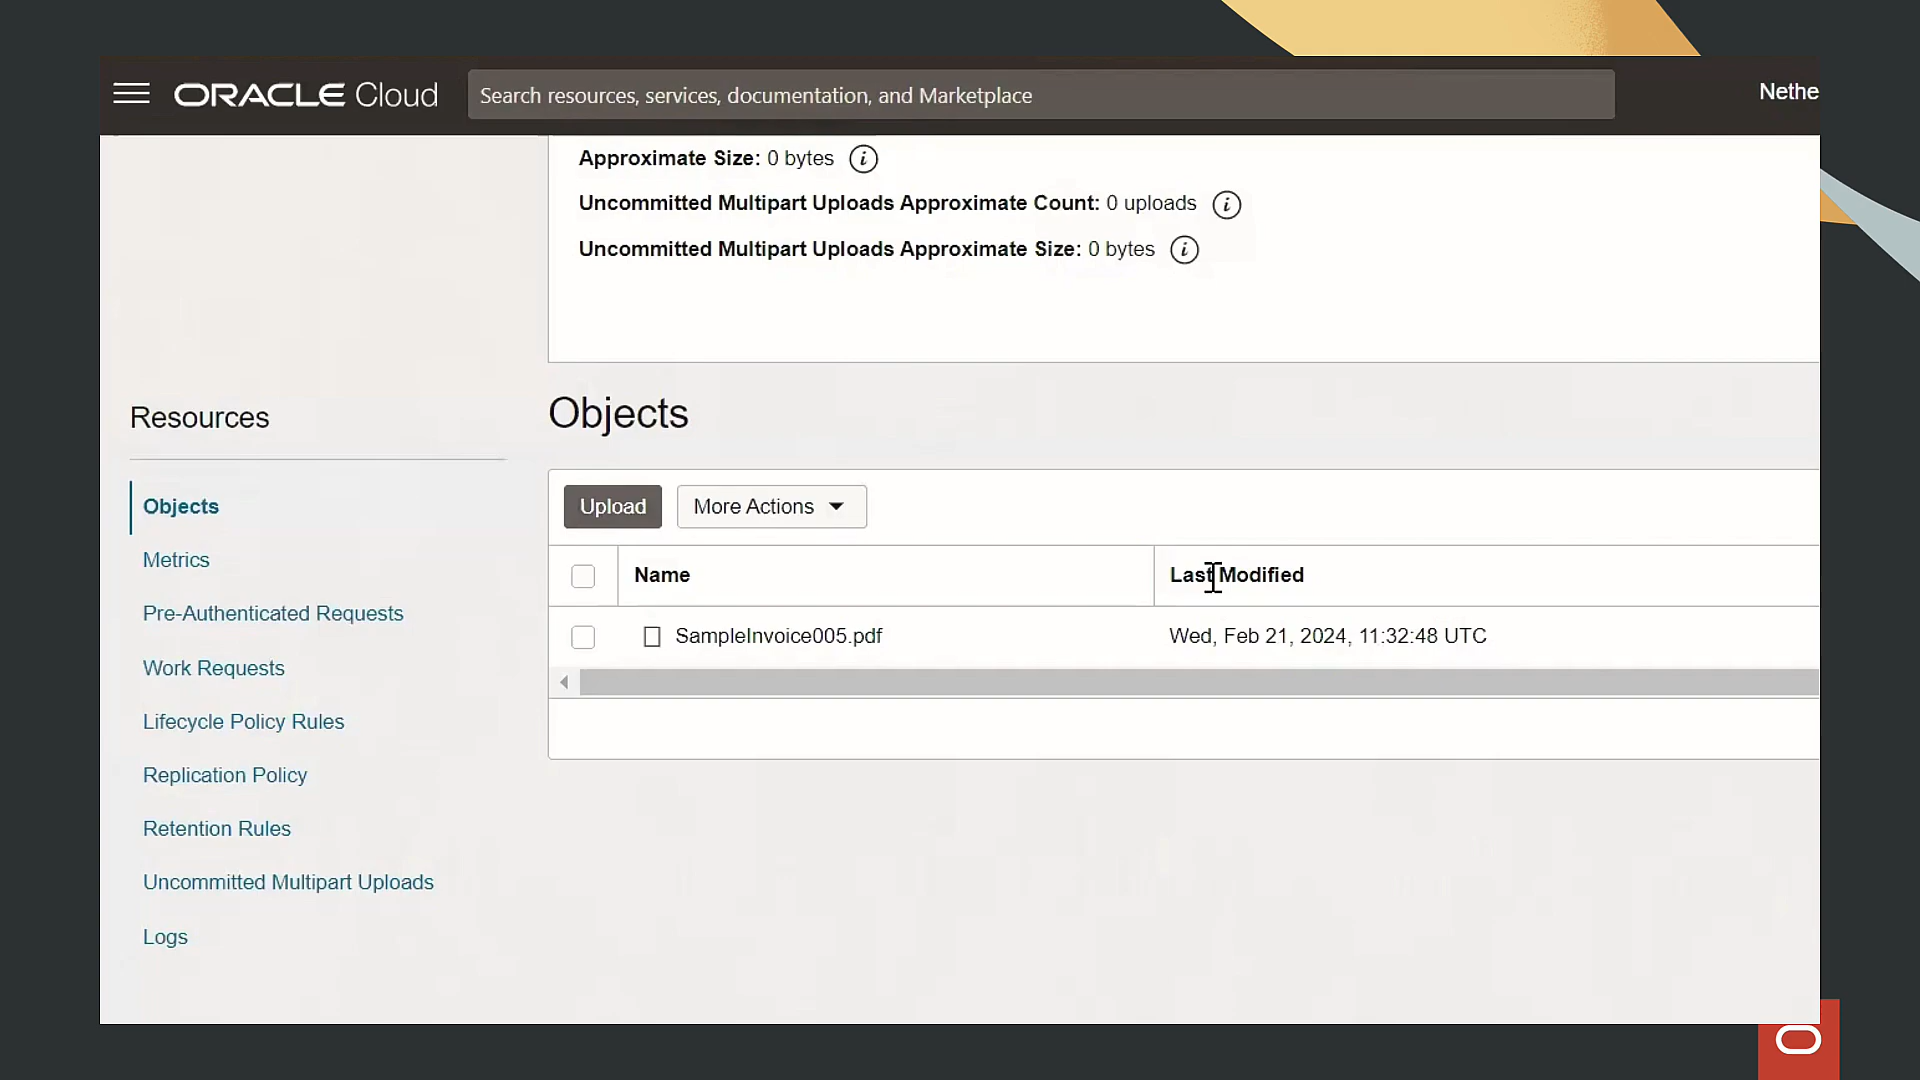 ORACLE Cloud
Search resources, services, documentation, and Marketplace
Nethe
Approximate Size: 0 bytes
Uncommitted Multipart Uploads Approximate Count: 0 uploads
Uncommitted Multipart Uploads Approximate Size: 0 bytes
Resources
Objects
Metrics
Pre-Authenticated Requests
Work Requests
Lifecycle Policy Rules
Replication Policy
Retention Rules
Uncommitted Multipart Uploads
Logs
Objects
Upload More Actions
Name Last Modified
SampleInvoice005.pdf Wed, Feb 21, 2024, 11:32:48 UTC